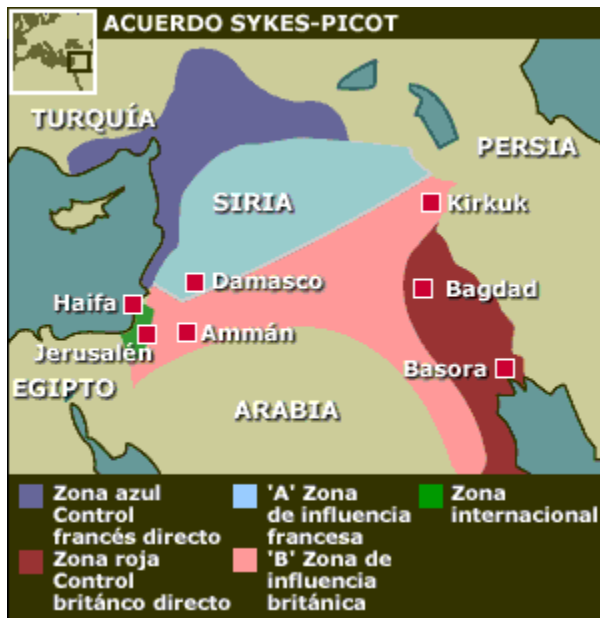 ACUERDO SYKES-PICOT
TURQUÍA
PERSIA
SIRIA
Kirkuk
Damasco
Haifa
Bagdad
Jerusalén
Ammán
EGIPTO
Basora
ARABIA
Zona azul
Control
francés directo
'A' Zona
de influencia
francesa
Zona
internacional
Zona roja
Control
británco directo
'B' Zona de
influencia
británica